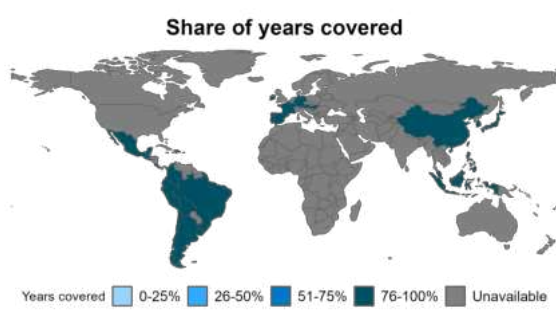 Share of years covered
Years covered 0-25% 26-50% 51-75% 76-100% Unavailable